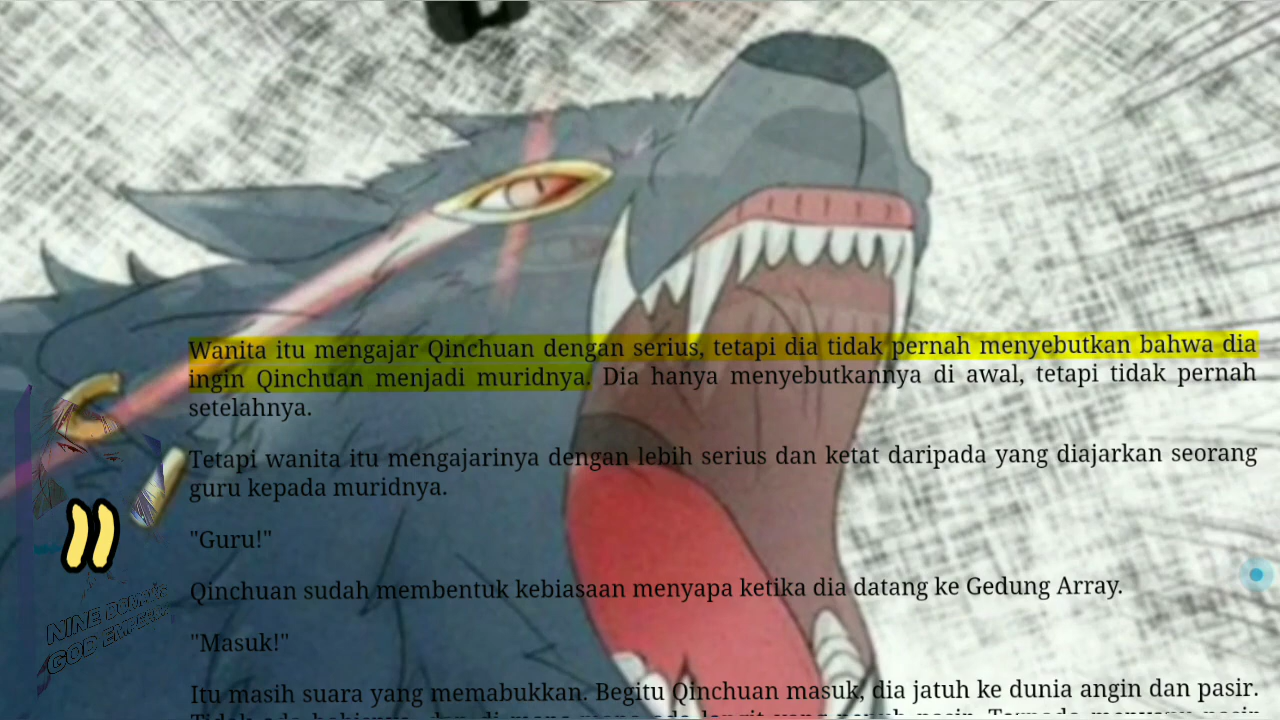 Wanita itu mengajar Qinchuan dengan serius, tetapi dia tidak pernah menyebutkan bahwa dia
ingin Qinchuan menjadi muridnya. Dia hanya menyebutkannya di awal, tetapi tidak pernah
setelahnya.
Tetapi wanita itu mengajarinya dengan lebih serius dan ketat daripada yang diajarkan seorang
guru kepada muridnya.
"Guru!"
Qinchuan sudah membentuk kebiasaan menyapa ketika dia datang ke Gedung Array.
"Masuk!"
Itu masih suara yang memabukkan. Begitu Qinchuan masuk, dia jatuh ke dunia angin dan pasir.
NINE
GOD